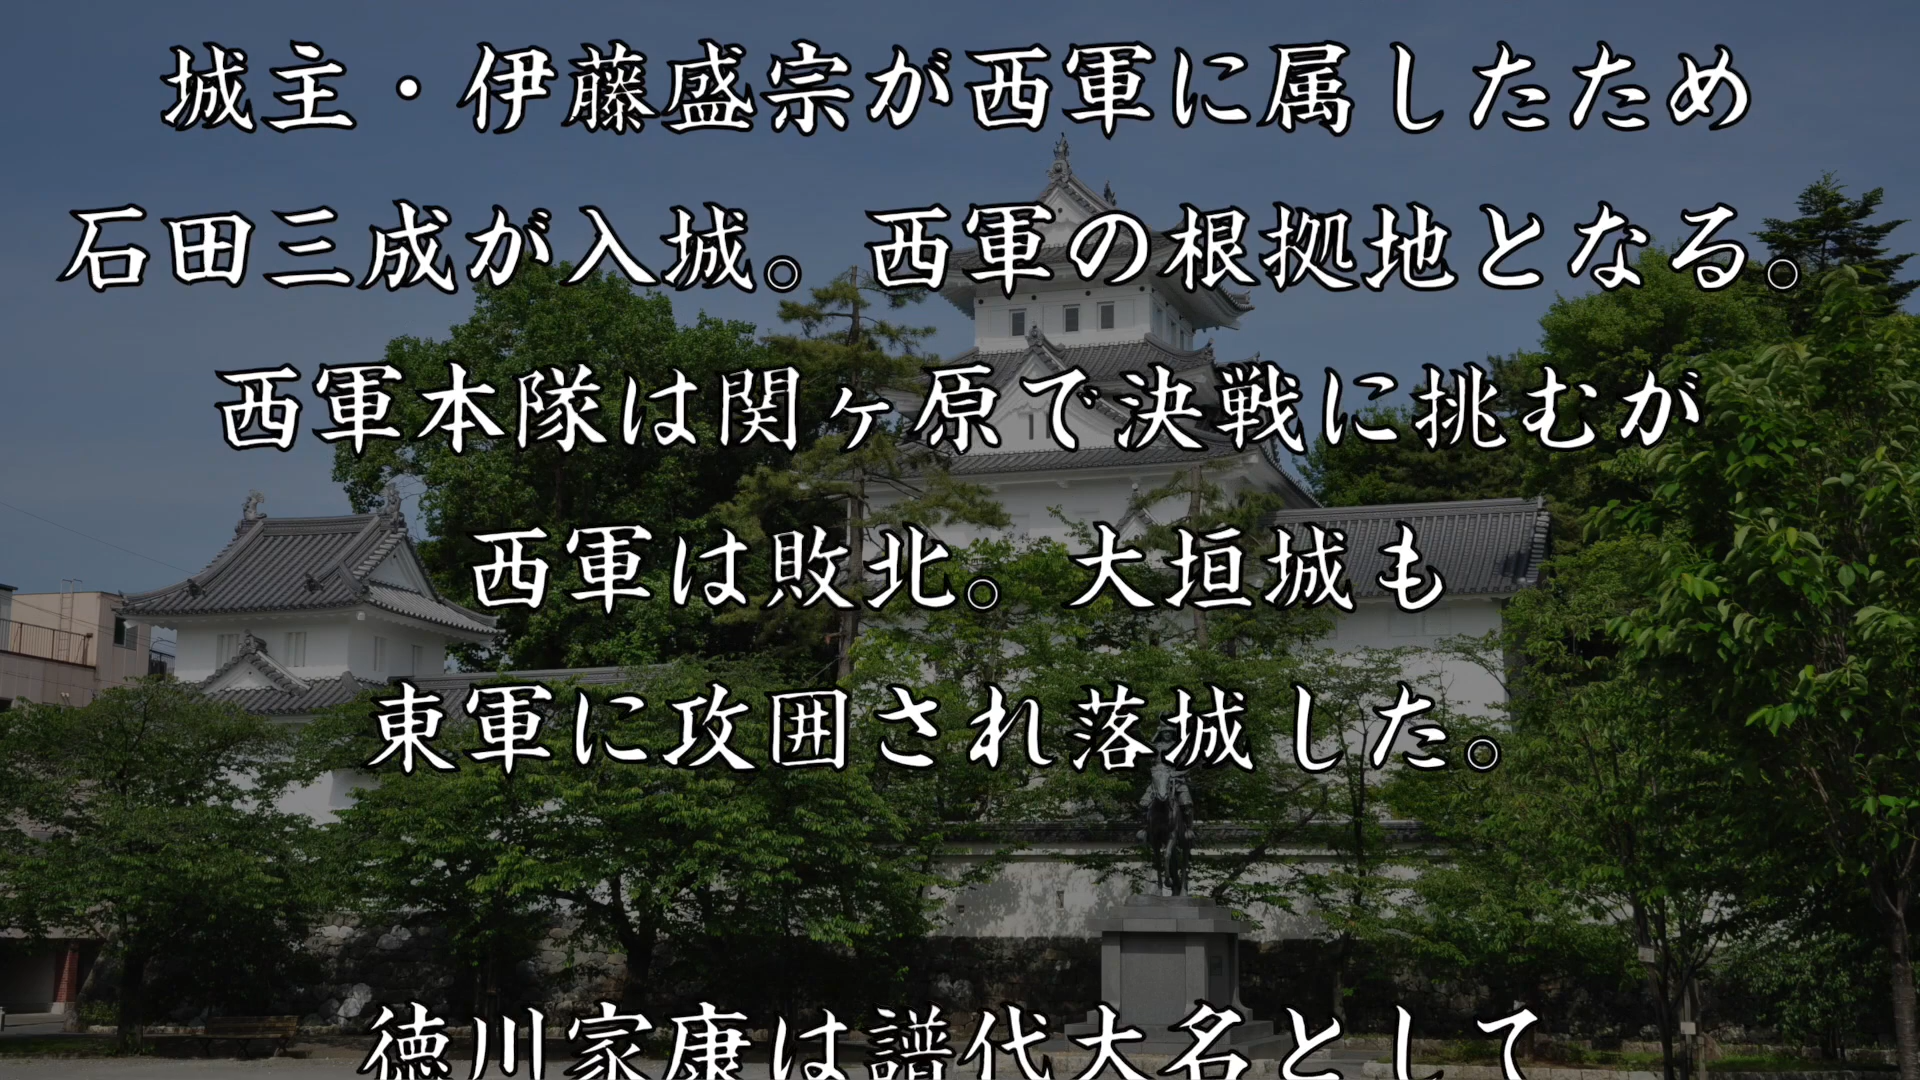 城主・伊藤盛宗が西軍に属したため
石田三成が入城。西軍の根拠地となる。
西軍本隊は関ヶ原で決戦に挑むが
西軍は敗北。大垣城も
東軍に攻囲され落城した。
徳川家康は譜代大名として